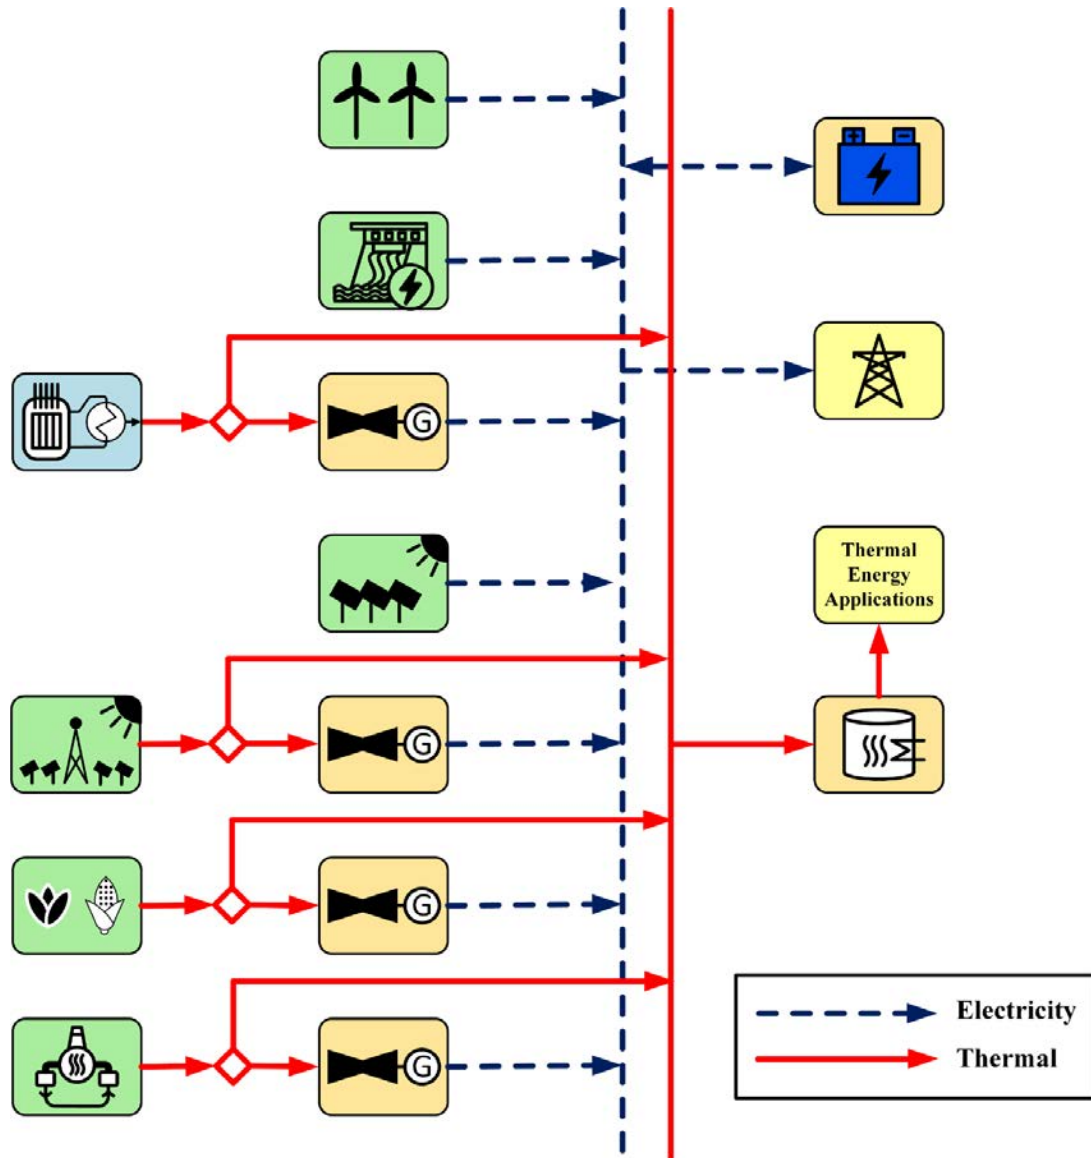 + −
G
Thermal
Energy
Applications
G
G
G
Electricity
Thermal